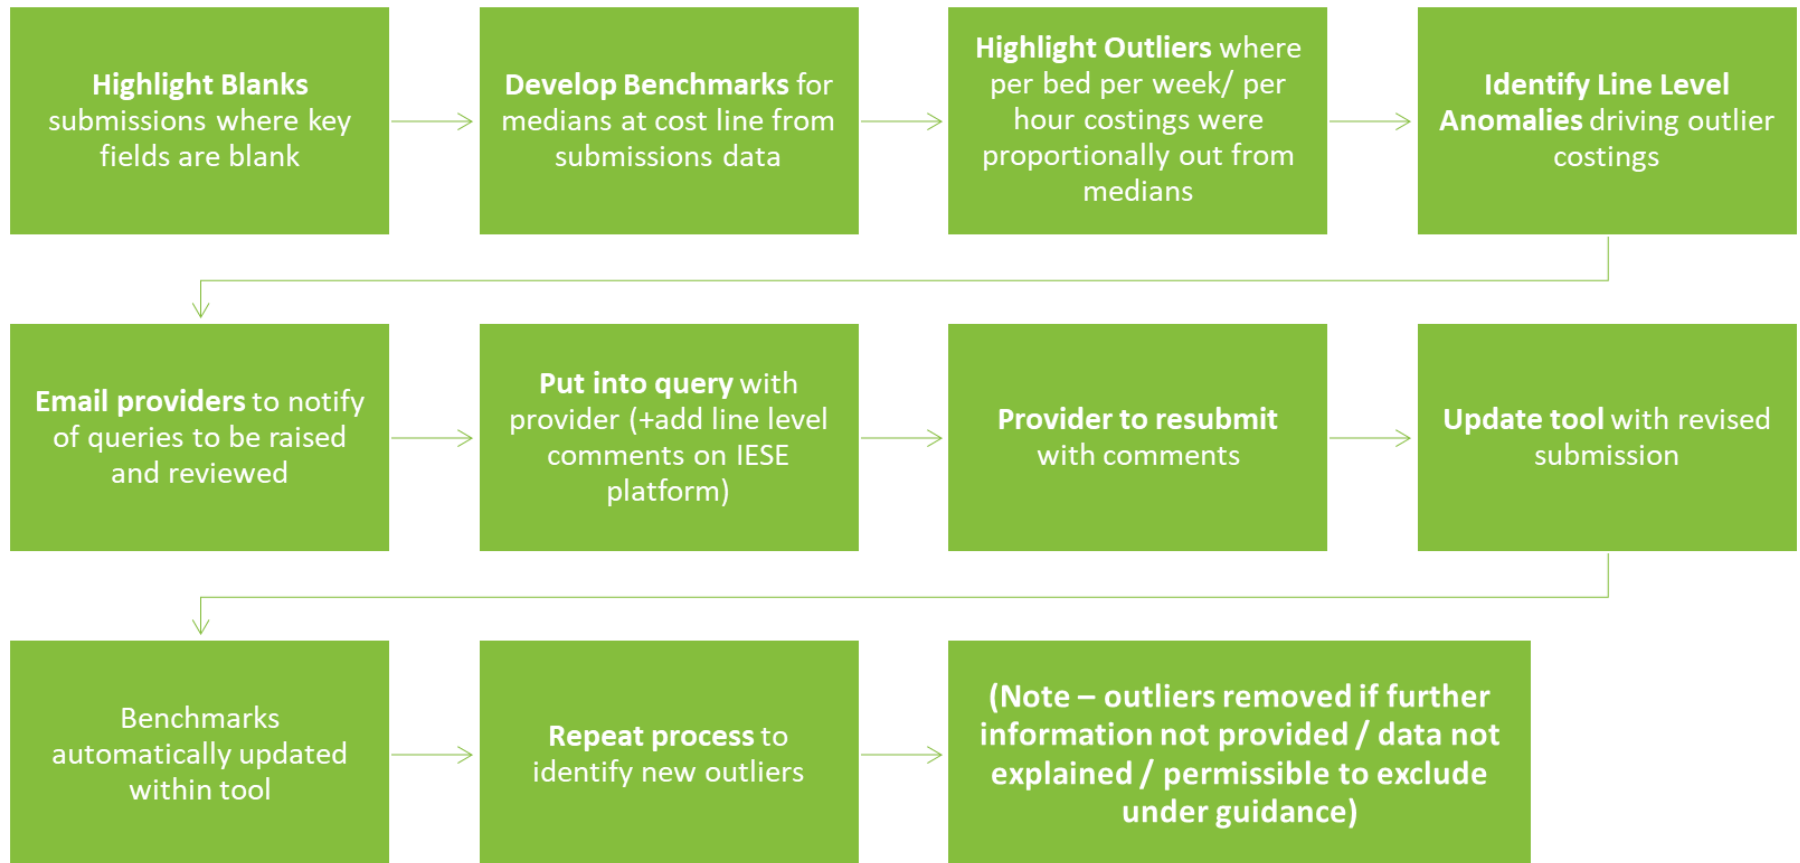 Highlight Blanks
submissions where key
fields are blank
Develop Benchmarks for
medians at cost line from
submissions data
Highlight Outliers where
per bed per week/ per
hour costings were
proportionally out from
medians
Identify Line Level
Anomalies driving outlier
costings
Email providers to notify
of queries to be raised
and reviewed
Put into query with
provider (+add line level
comments on IESE
platform)
Provider to resubmit
with comments
Update tool with revised
submission
Benchmarks
automatically updated
within tool
Repeat process to
identify new outliers
(Note – outliers removed if further
information not provided / data not
explained / permissible to exclude
under guidance)